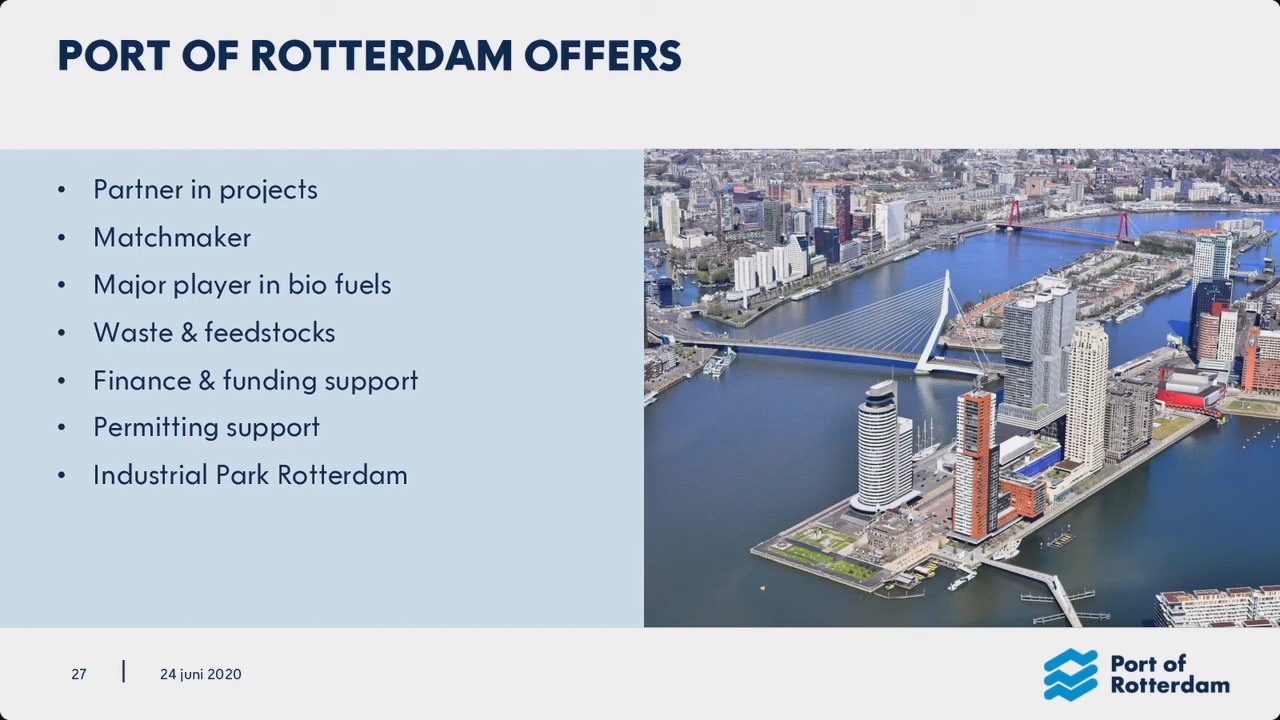 PORT OF ROTTERDAM OFFERS
• Partner in projects
• Matchmaker
• Major player in bio fuels
• Waste & feedstocks
• Finance & funding support
• Permitting support
• Industrial Park Rotterdam
27 | 24 juni 2020
Port of
Rotterdam